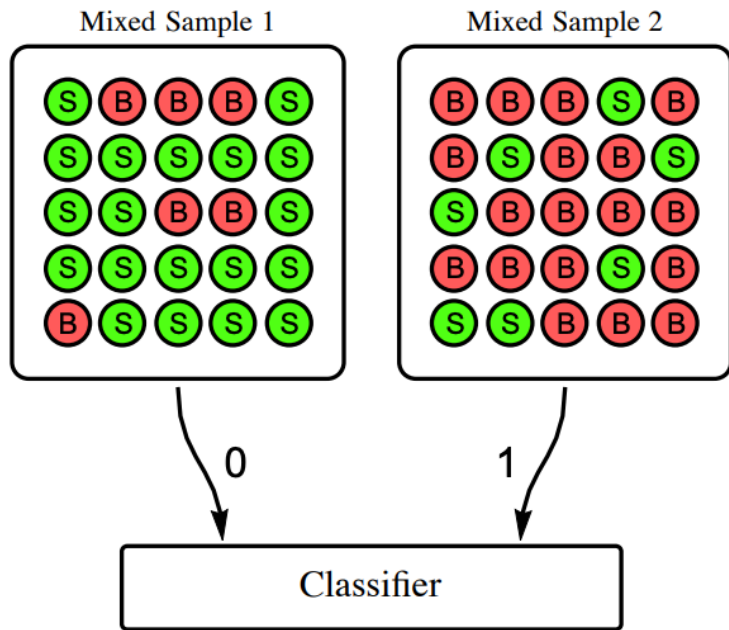 Mixed Sample 1 Mixed Sample 2
S B B B S B B B S B
S S S S S B S B B S
S S B B S S B B B B
S S S S S B B B S B
B S S S S S S B B B
0 1
Classifier